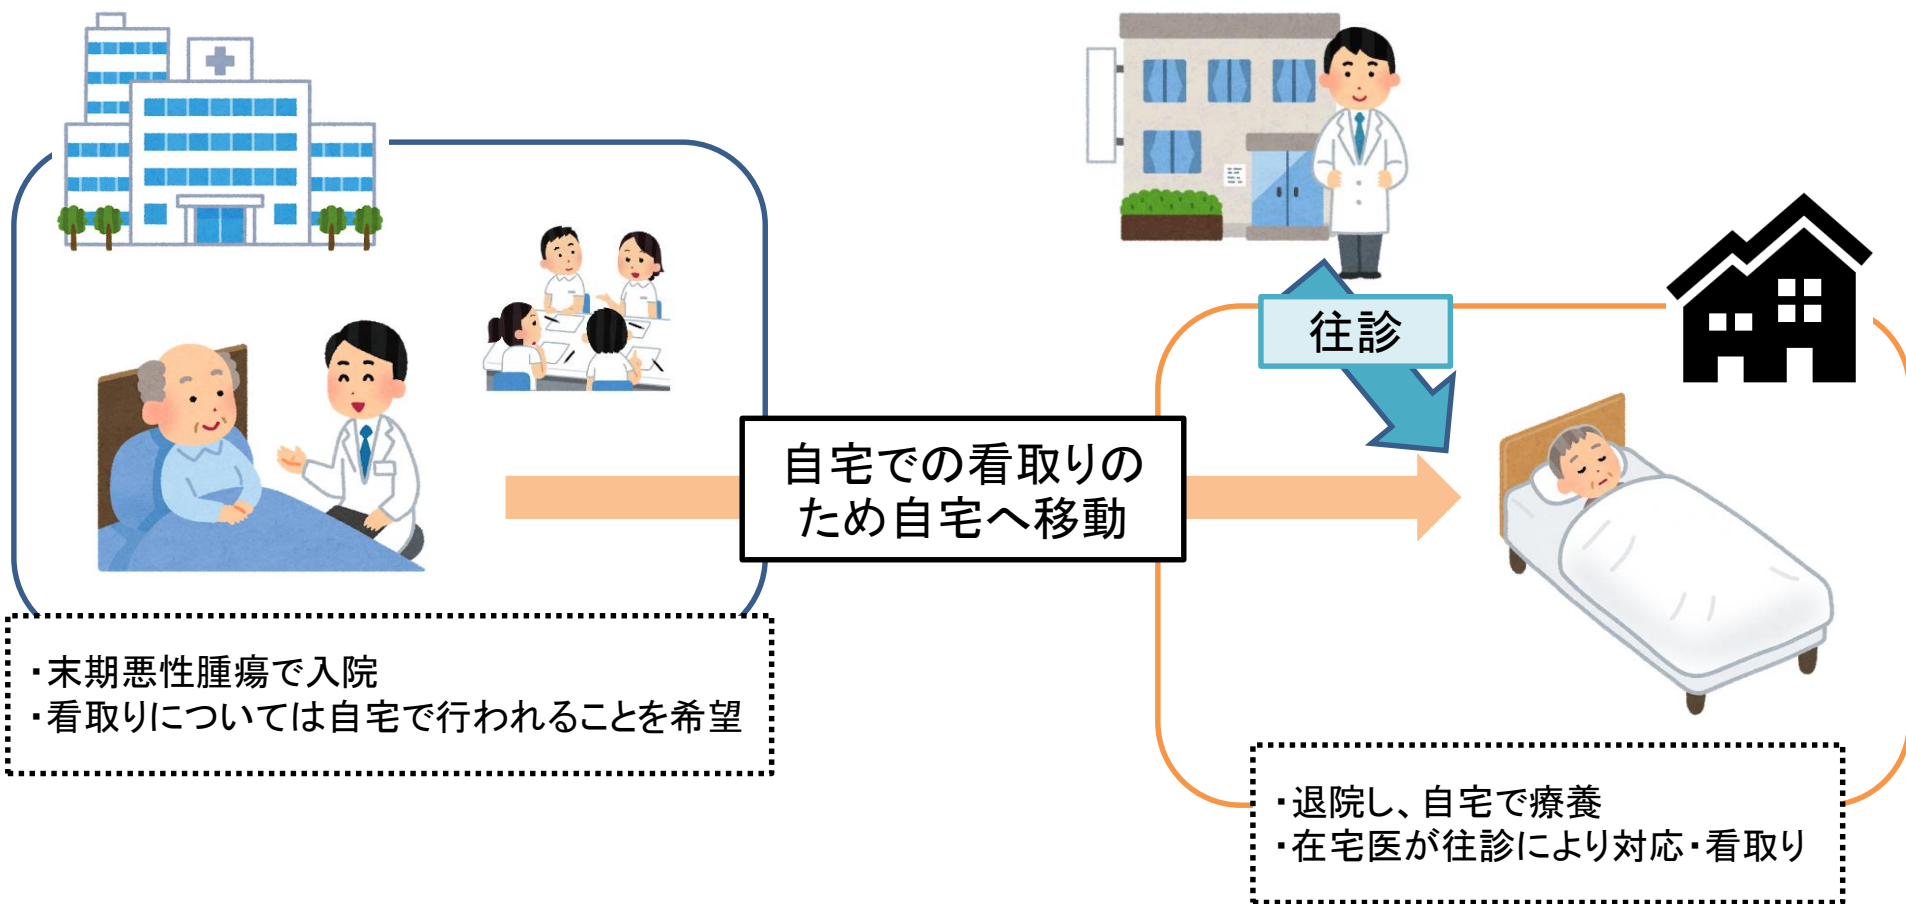 往診
自宅での看取りの
ため自宅へ移動
・末期悪性腫瘍で入院
・看取りについては自宅で行われることを希望
・退院し、自宅で療養
・在宅医が往診により対応・看取り